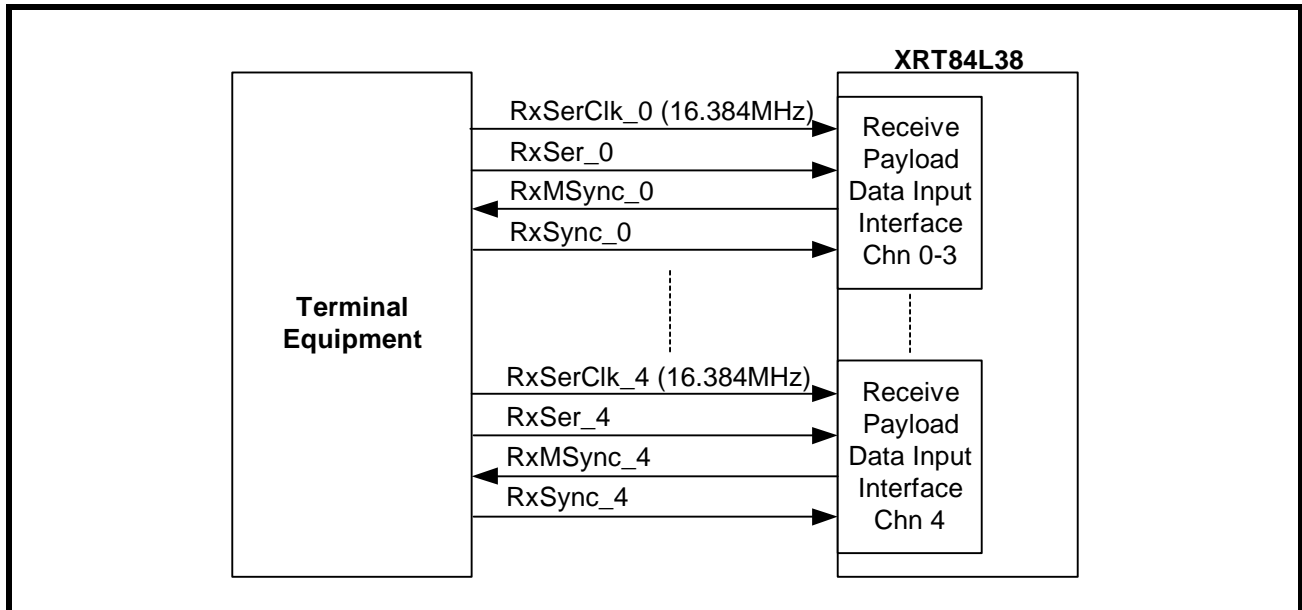 XRT84L38
RxSerClk_0 (16.384MHz)
RxSer_0
RxMSync_0
RxSync_0
Receive
Payload
Data Input
Interface
Chn 0-3
Terminal
Equipment
RxSerClk_4 (16.384MHz)
RxSer_4
RxMSync_4
RxSync_4
Receive
Payload
Data Input
Interface
Chn 4